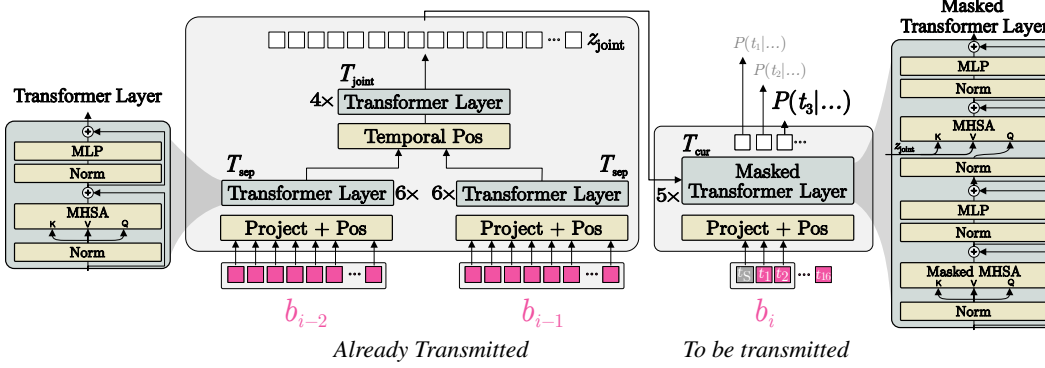 Transformer Layer
MLP
Norm
MHSA
K V Q
Norm
z_joint
T_joint
4× Transformer Layer
Temporal Pos
T_sep
T_sep
Transformer Layer 6×
6× Transformer Layer
Project + Pos
Project + Pos
...
...
b_{i−2}
b_{i−1}
Already Transmitted
P(t_1|...)
P(t_2|...)
P(t_3|...)
...
T_cur
5× Masked
Transformer Layer
Project + Pos
t_S t_1 t_2 ... t_16
b_i
To be transmitted
Masked
Transformer Layer
MLP
Norm
MHSA
z_joint
K V Q
Norm
MLP
Norm
Masked MHSA
K V Q
Norm